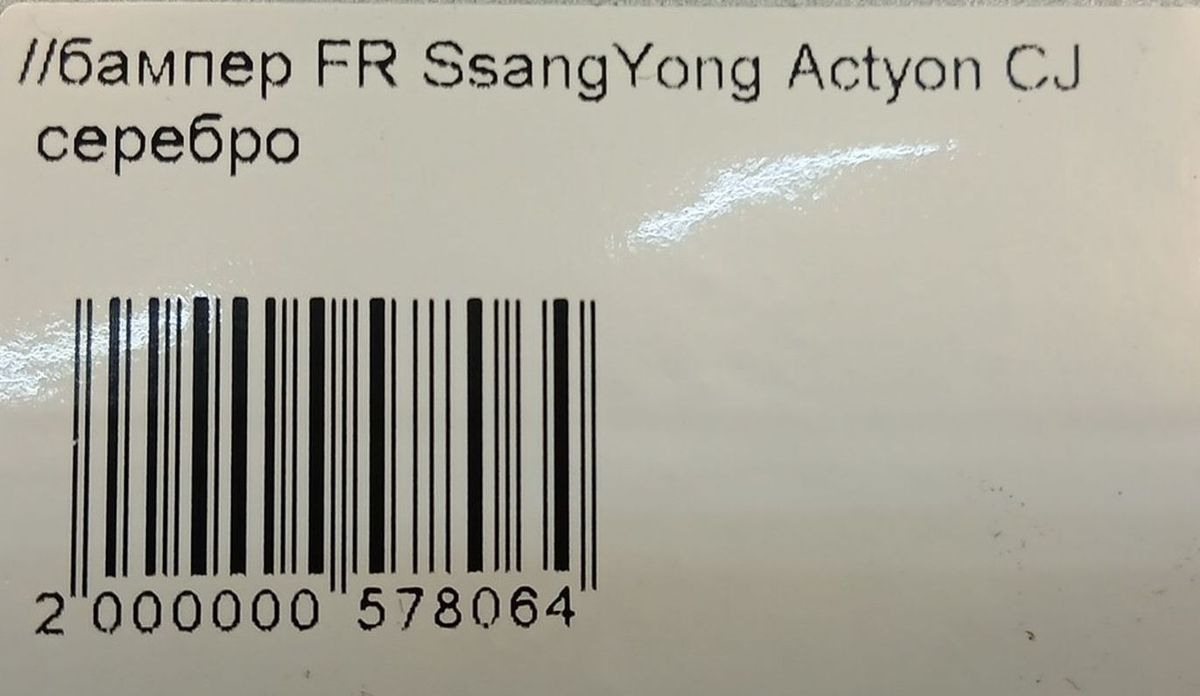 //бампер FR SsangYong Actyon CJ
серебро
2 000000 578064